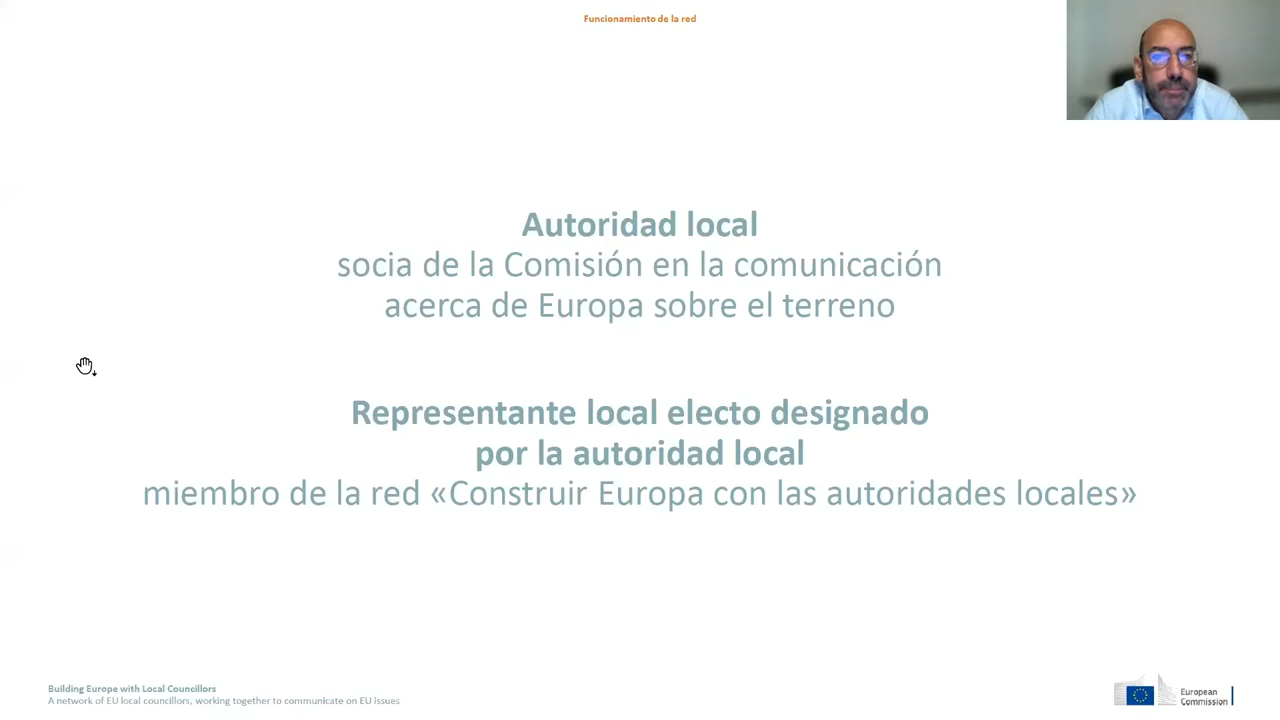 Funcionamiento de la red
Autoridad local
socia de la Comisión en la comunicación
acerca de Europa sobre el terreno
Representante local electo designado
por la autoridad local
miembro de la red «Construir Europa con las autoridades locales»
Building Europe with Local Councillors
A network of EU local councillors, working together to communicate on EU issues
European
Commission